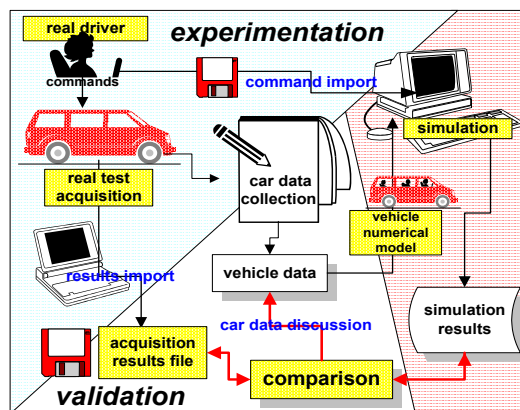 experimentation
real driver
commands
command import
simulation
real test
acquisition
car data
collection
vehicle
numerical
model
results import
vehicle data
car data discussion
simulation
results
acquisition
results file
comparison
validation